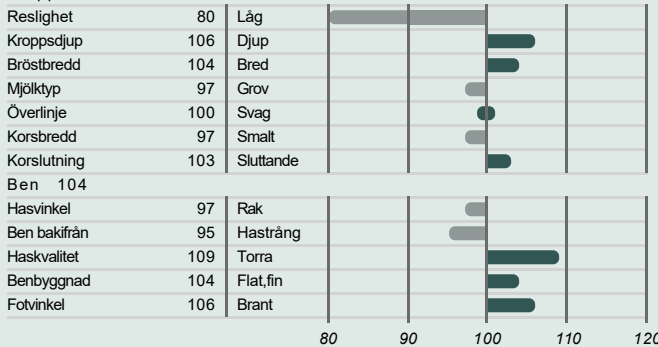 Reslighet 80 Låg
Kroppsdjup 106 Djup
Bröstbredd 104 Bred
Mjölktyp 97 Grov
Överlinje 100 Svag
Korsbredd 97 Smalt
Korslutning 103 Sluttande
Ben 104
Hasvinkel 97 Rak
Ben bakifrån 95 Hastrång
Haskvalitet 109 Torra
Benbyggnad 104 Flat,fin
Fotvinkel 106 Brant
80 90 100 110 120